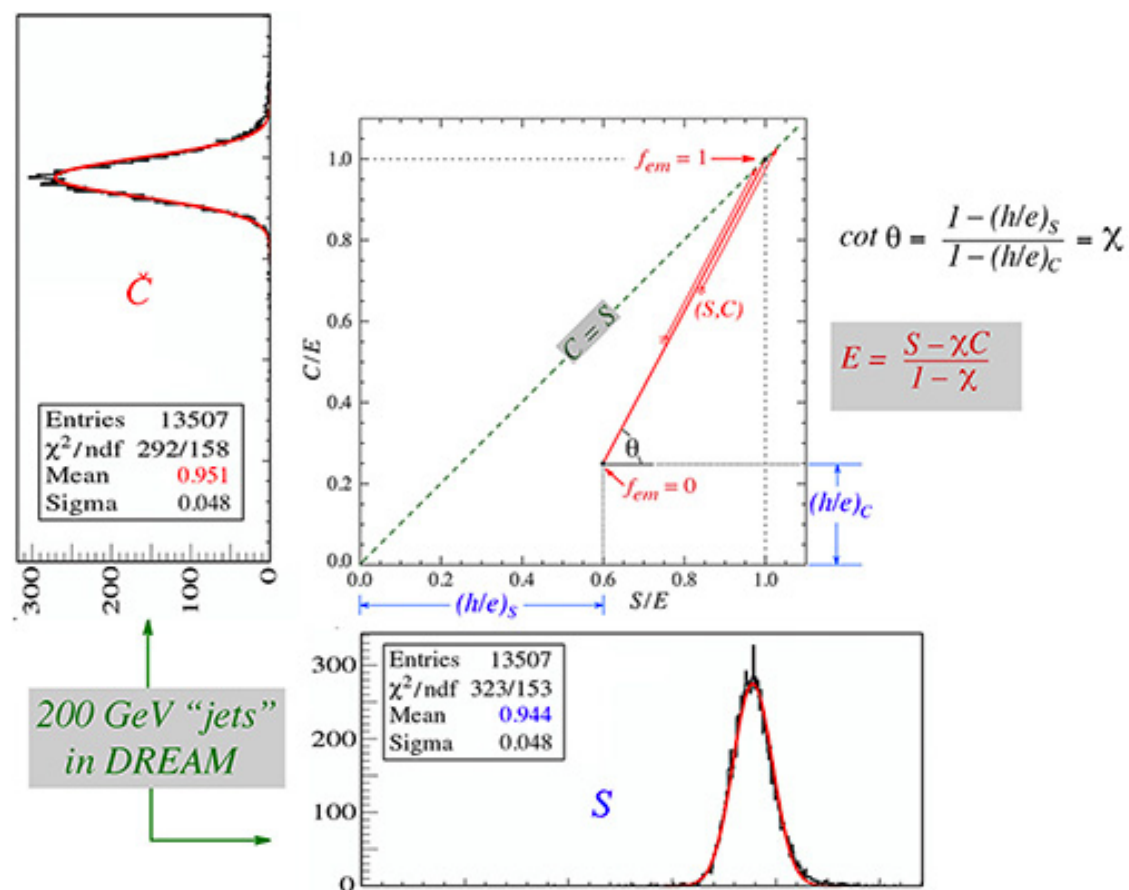 Č
Entries 13507
χ²/ndf 292/158
Mean 0.951
Sigma 0.048
300 200 100 0
C/E
1.0
0.8
0.6
0.4
0.2
0.0
0.0 0.2 0.4 0.6 0.8 1.0
S/E
f_em = 1
(S,C)
C = S
θ
f_em = 0
(h/e)_S
(h/e)_C
cot θ = \frac{1 - (h/e)_S}{1 - (h/e)_C} = χ
E = \frac{S - χC}{1 - χ}
200 GeV “jets”
in DREAM
Entries 13507
χ²/ndf 323/153
Mean 0.944
Sigma 0.048
S
300
200
100
0